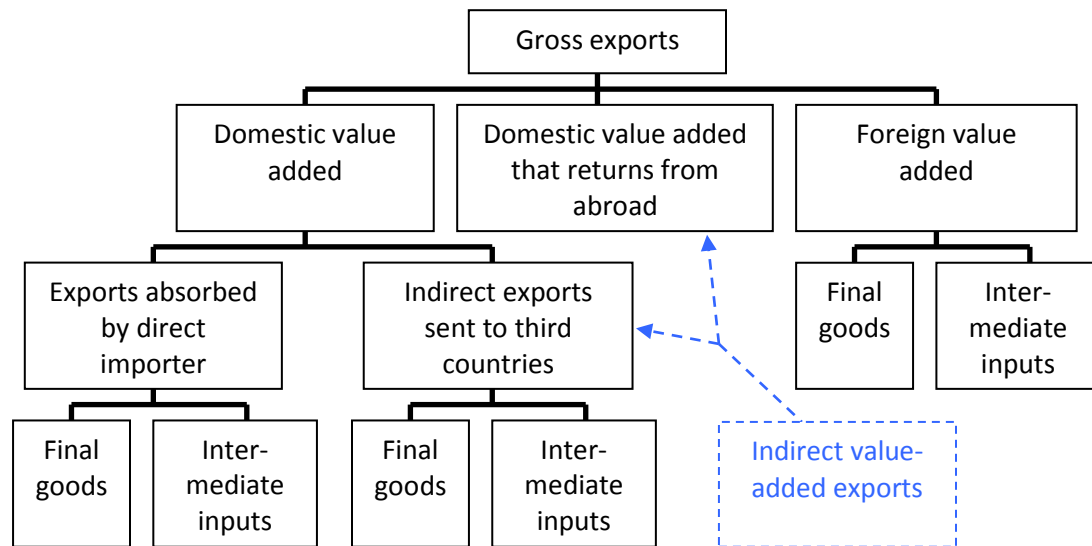 Gross exports
Domestic value
added
Domestic value added
that returns from
abroad
Foreign value
added
Exports absorbed
by direct
importer
Indirect exports
sent to third
countries
Final
goods
Inter-
mediate
inputs
Final
goods
Inter-
mediate
inputs
Final
goods
Inter-
mediate
inputs
Indirect value-
added exports